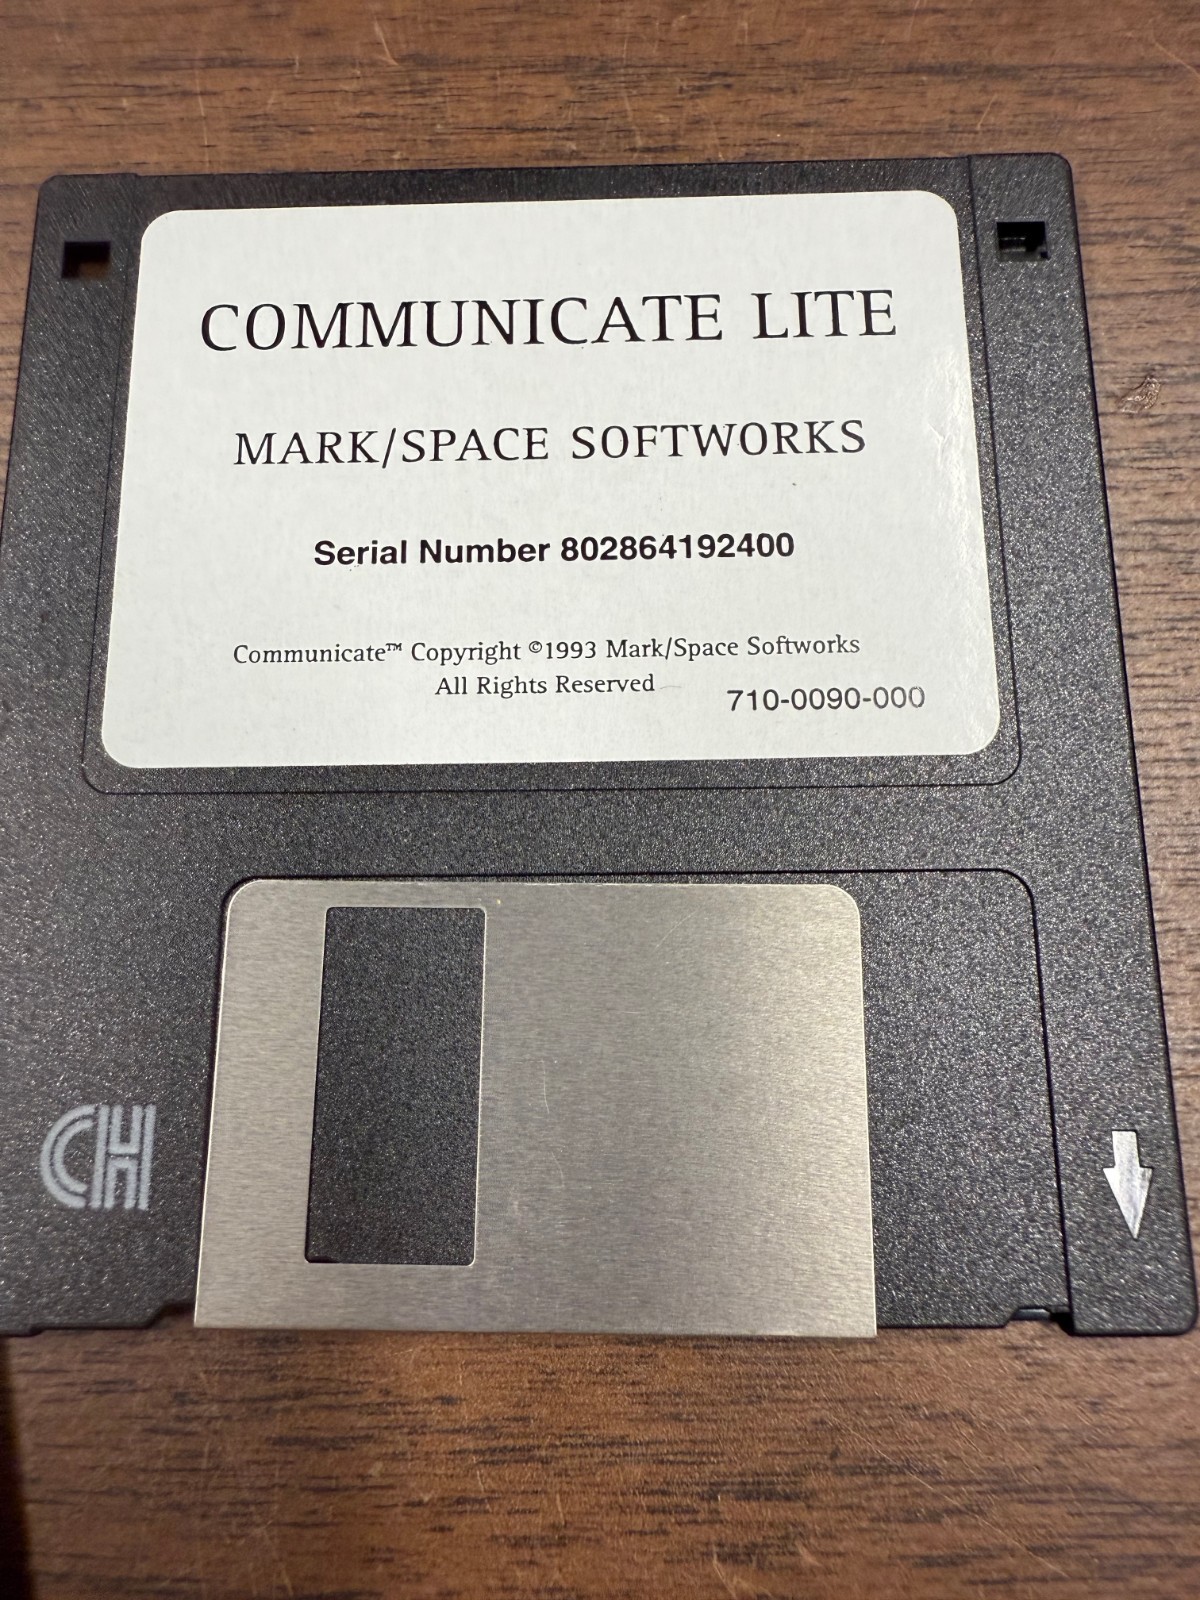 COMMUNICATE LITE
MARK/SPACE SOFTWORKS
Serial Number 802864192400
Communicate™ Copyright ©1993 Mark/Space Softworks
All Rights Reserved
710-0090-000
CH